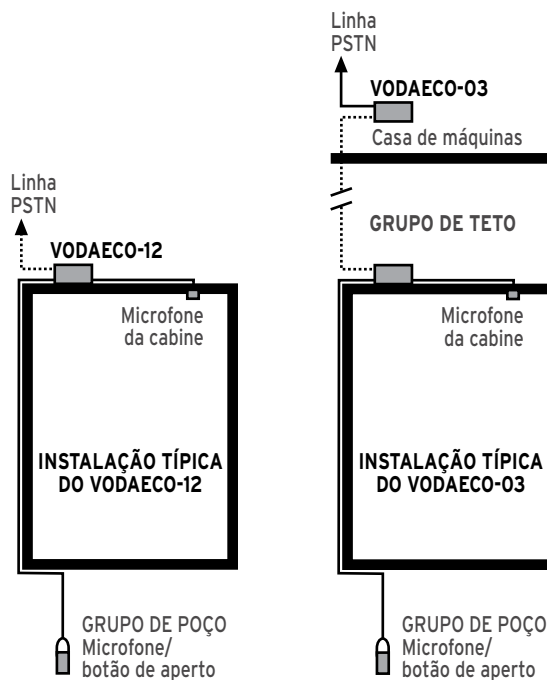 Linha
PSTN
VODAECO-12
Microfone
da cabine
INSTALAÇÃO TÍPICA
DO VODAECO-12
GRUPO DE POÇO
Microfone/
botão de aperto
Linha
PSTN
VODAECO-03
Casa de máquinas
GRUPO DE TETO
Microfone
da cabine
INSTALAÇÃO TÍPICA
DO VODAECO-03
GRUPO DE POÇO
Microfone/
botão de aperto